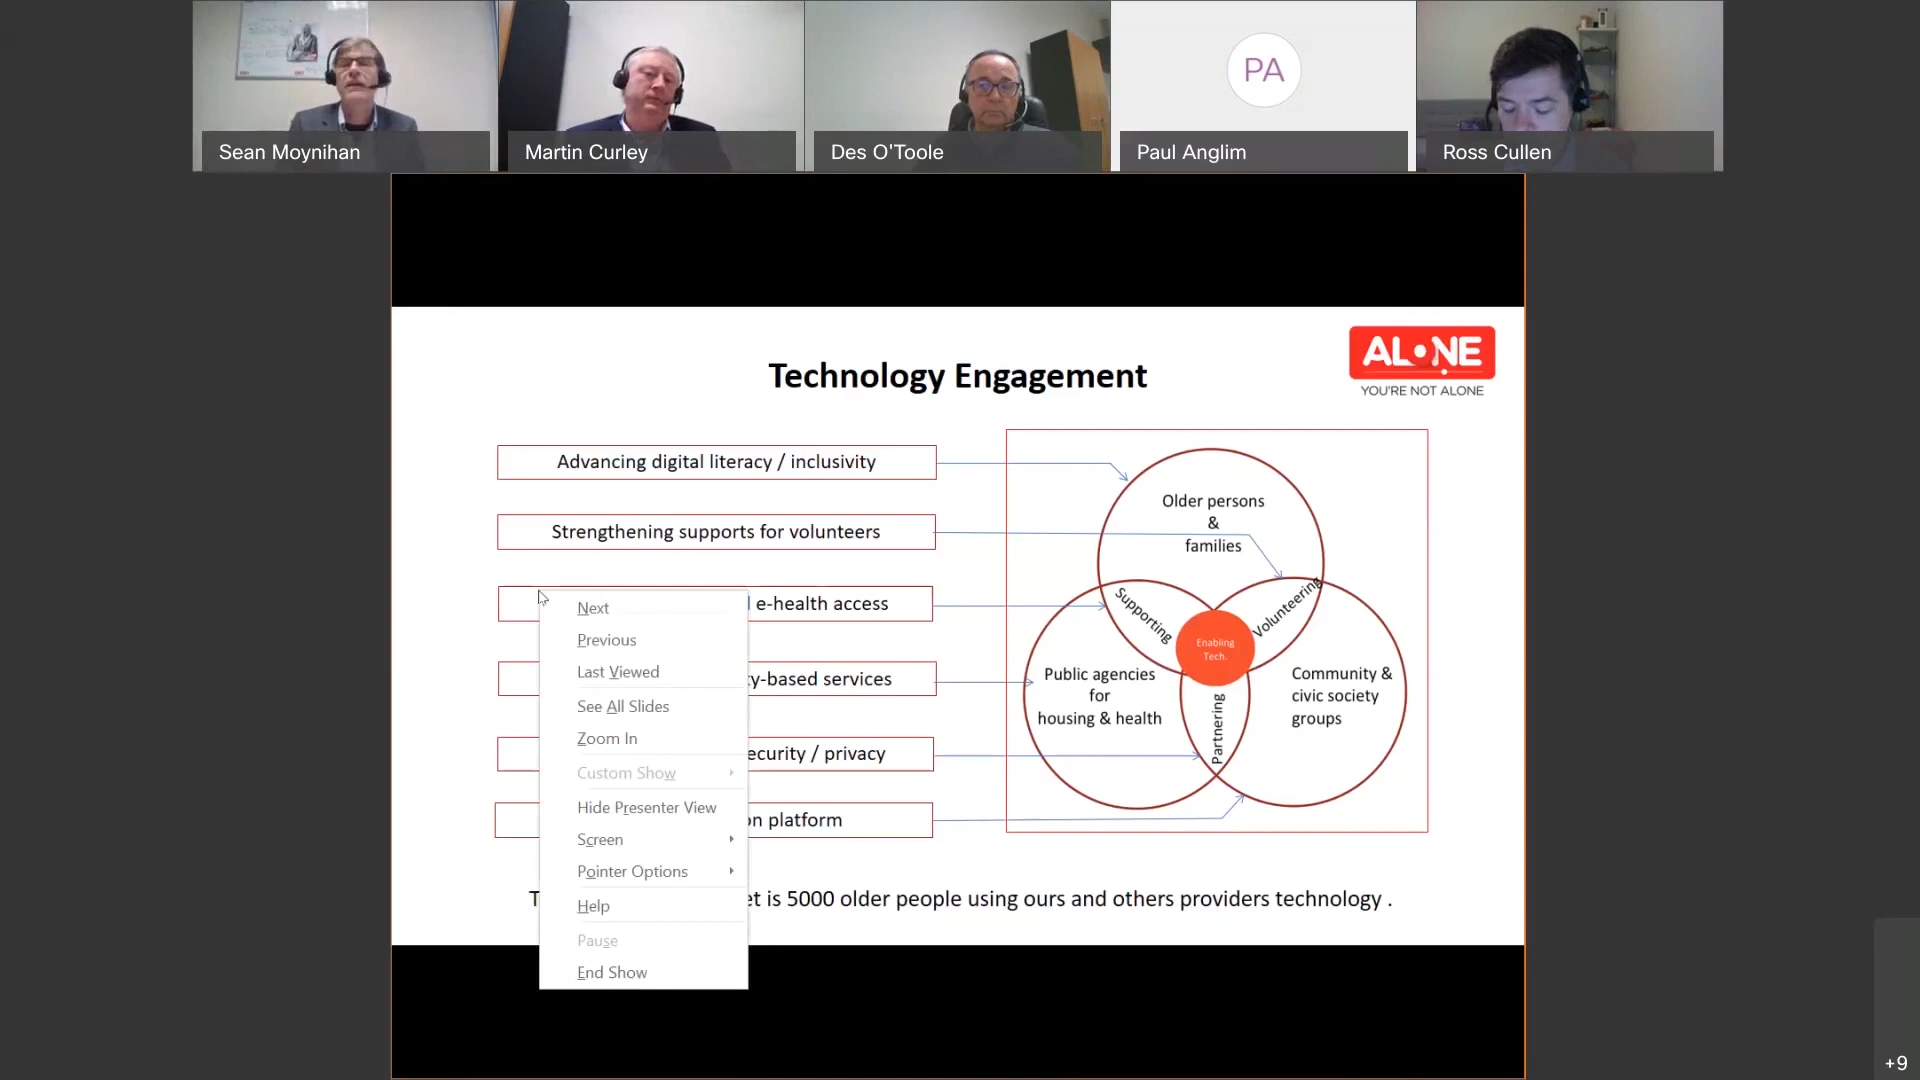 Sean Moynihan
Martin Curley
Des O'Toole
PA
Paul Anglim
Ross Cullen
ALONE
YOU'RE NOT ALONE
Technology Engagement
Advancing digital literacy / inclusivity
Strengthening supports for volunteers
e-health access
-based services
/ privacy
platform
Next
Previous
Last Viewed
See All Slides
Zoom In
Custom Show
Hide Presenter View
Screen
Pointer Options
Help
Pause
End Show
Older persons
&
families
Supporting
Volunteering
Enabling
Tech.
Public agencies
for
housing & health
Community &
civic society
groups
Partnering
is 5000 older people using ours and others providers technology .
+9